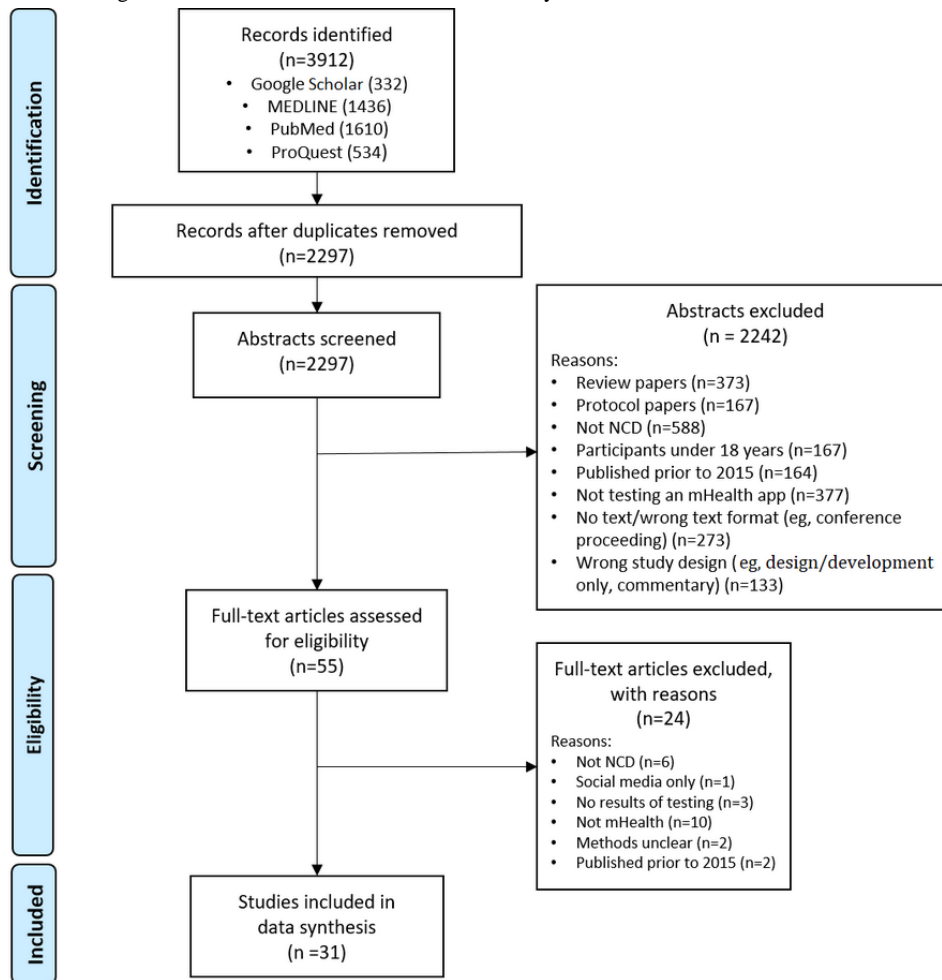 Identification
Records identified
(n=3912)
• Google Scholar (332)
• MEDLINE (1436)
• PubMed (1610)
• ProQuest (534)
Records after duplicates removed
(n=2297)
Screening
Abstracts screened
(n=2297)
Abstracts excluded
(n = 2242)
Reasons:
• Review papers (n=373)
• Protocol papers (n=167)
• Not NCD (n=588)
• Participants under 18 years (n=167)
• Published prior to 2015 (n=164)
• Not testing an mHealth app (n=377)
• No text/wrong text format (eg, conference
proceeding) (n=273)
• Wrong study design (eg, design/development
only, commentary) (n=133)
Eligibility
Full-text articles assessed
for eligibility
(n=55)
Full-text articles excluded,
with reasons
(n=24)
Reasons:
• Not NCD (n=6)
• Social media only (n=1)
• No results of testing (n=3)
• Not mHealth (n=10)
• Methods unclear (n=2)
• Published prior to 2015 (n=2)
Included
Studies included in
data synthesis
(n =31)